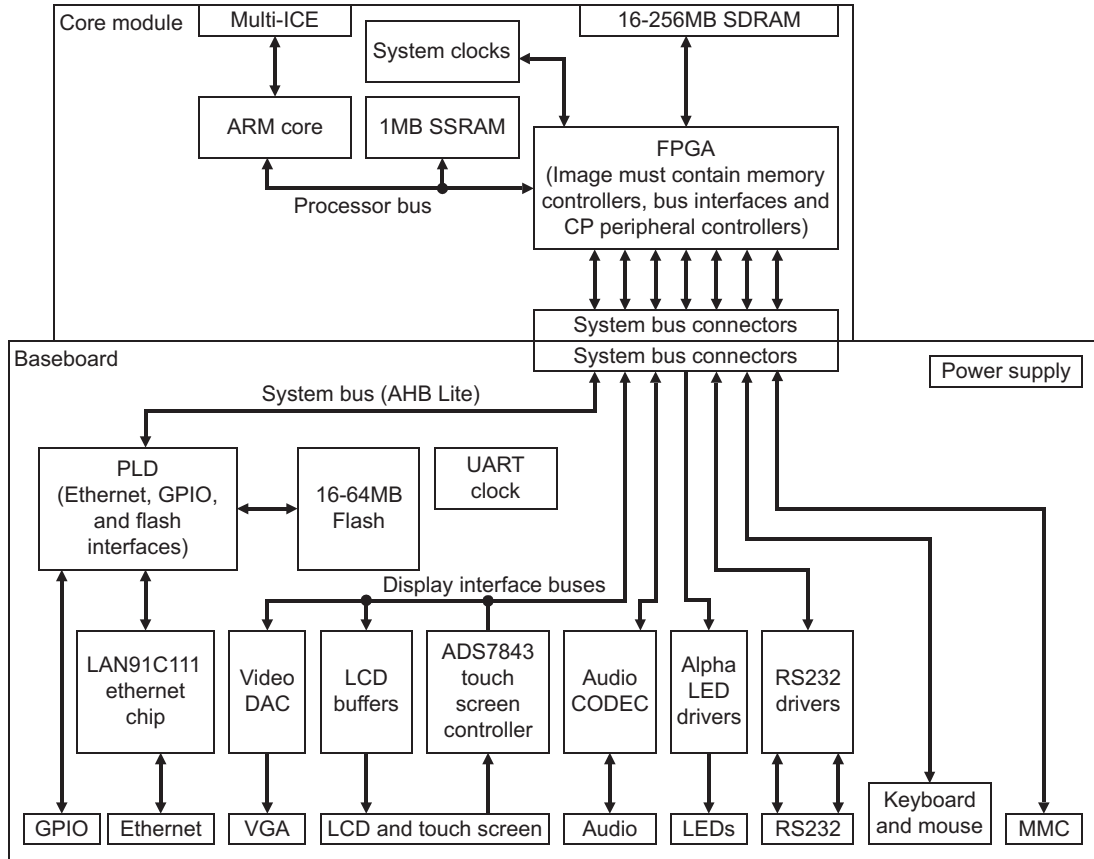 Core module
Multi-ICE
16-256MB SDRAM
System clocks
ARM core
1MB SSRAM
FPGA
(Image must contain memory
controllers, bus interfaces and
CP peripheral controllers)
Processor bus
System bus connectors
Baseboard
System bus connectors
Power supply
System bus (AHB Lite)
PLD
(Ethernet, GPIO,
and flash
interfaces)
16-64MB
Flash
UART
clock
Display interface buses
LAN91C111
ethernet
chip
Video
DAC
LCD
buffers
ADS7843
touch
screen
controller
Audio
CODEC
Alpha
LED
drivers
RS232
drivers
GPIO
Ethernet
VGA
LCD and touch screen
Audio
LEDs
RS232
Keyboard
and mouse
MMC